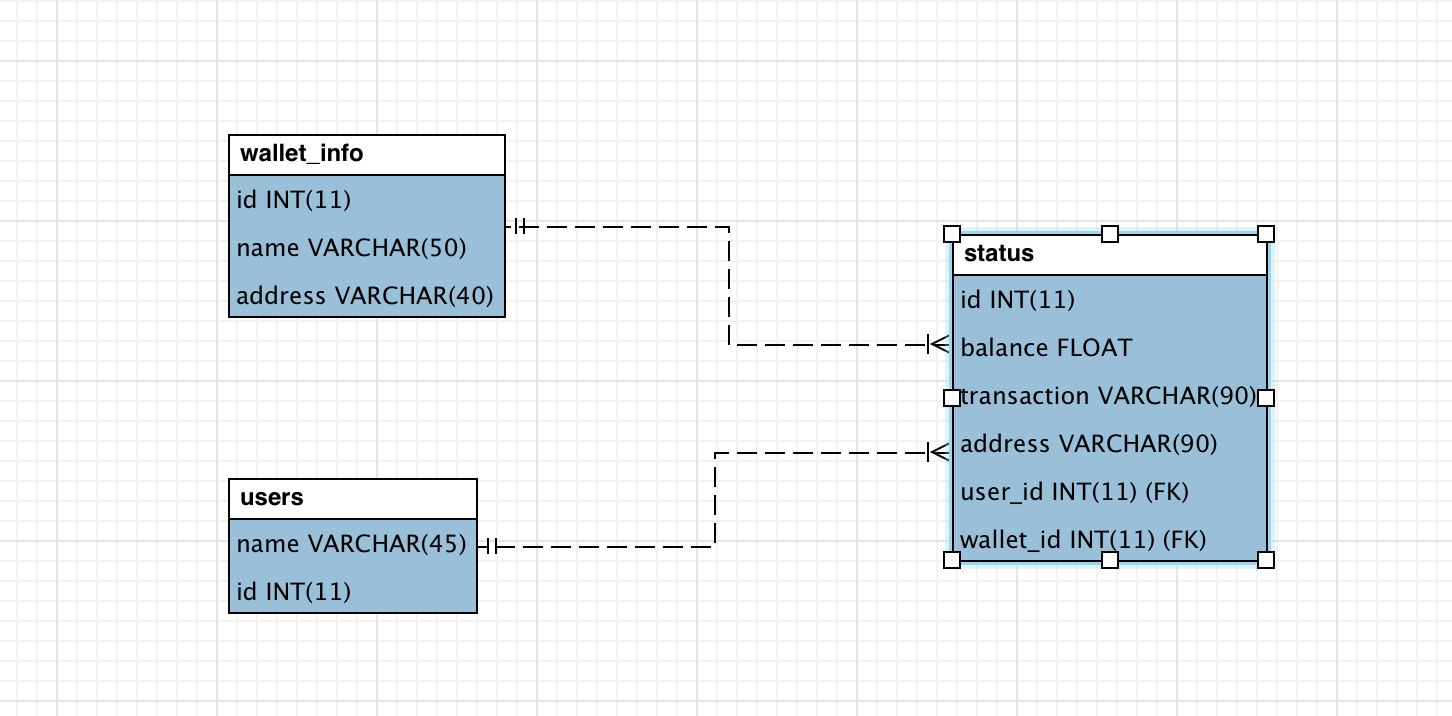 wallet_info
id INT(11)
name VARCHAR(50)
address VARCHAR(40)
users
name VARCHAR(45)
id INT(11)
status
id INT(11)
balance FLOAT
transaction VARCHAR(90)
address VARCHAR(90)
user_id INT(11) (FK)
wallet_id INT(11) (FK)